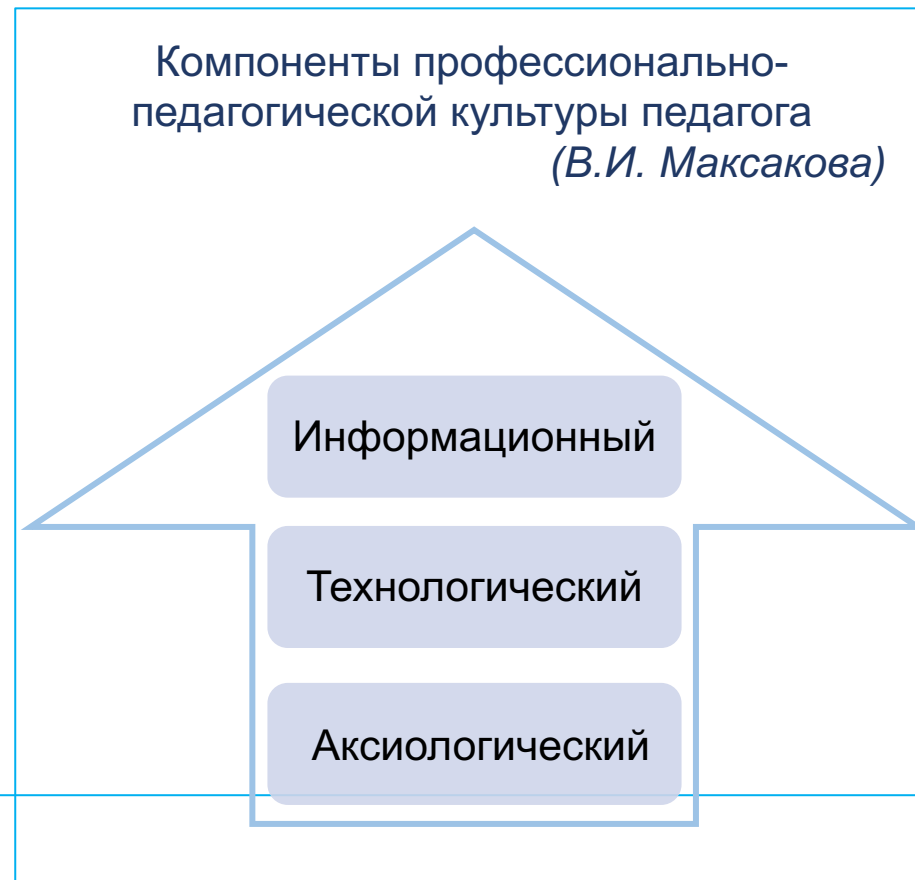 Компоненты профессионально-
педагогической культуры педагога
(В.И. Максакова)
Информационный
Технологический
Аксиологический